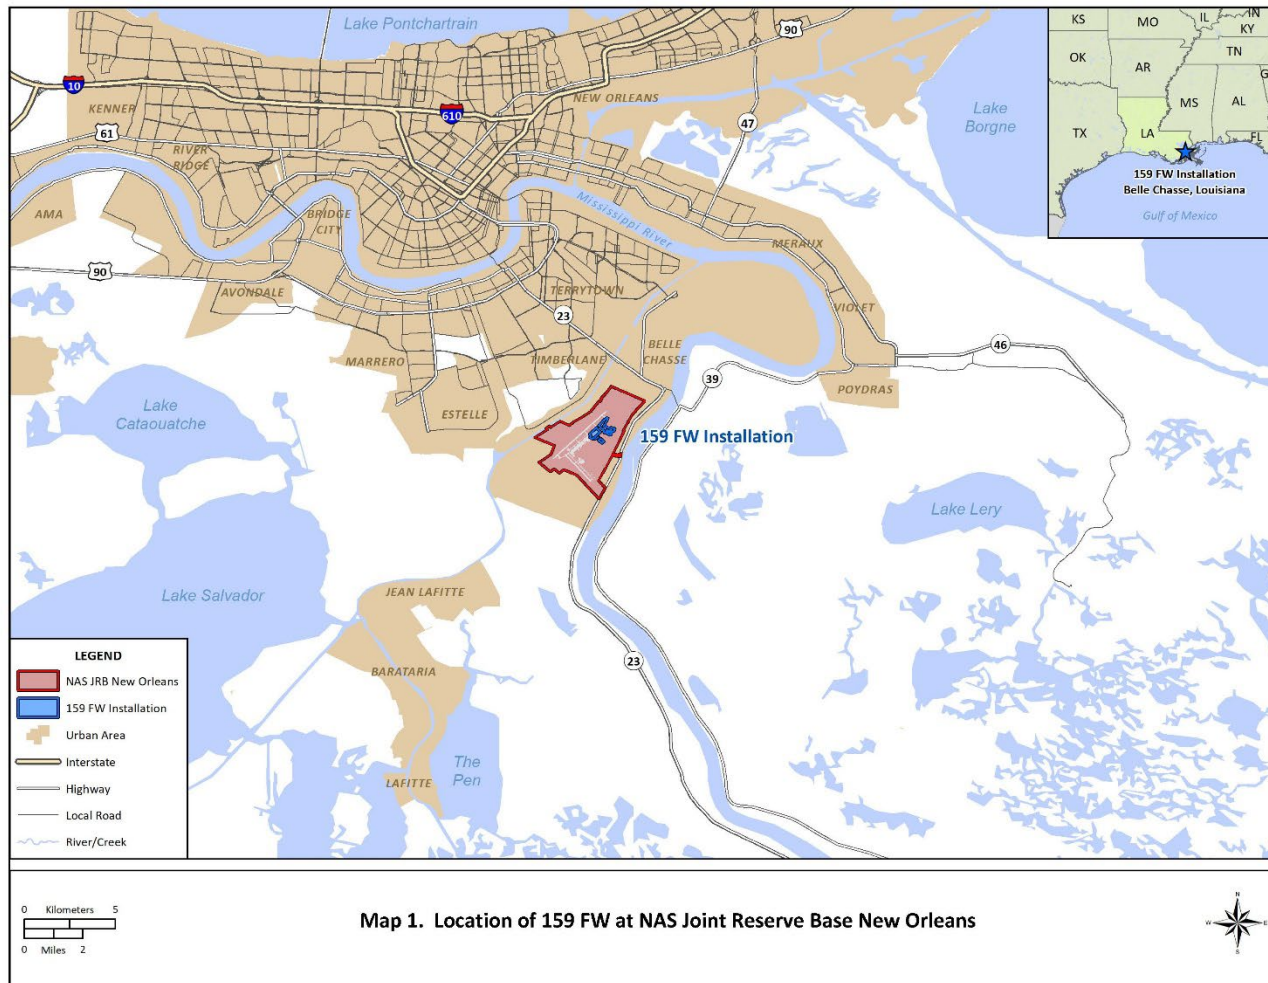 Lake Pontchartrain
90
10
KENNER
610
NEW ORLEANS
61
47
Lake
Borgne
RIVER
RIDGE
AMA
BRIDGE
CITY
Mississippi River
MERAUX
90
AVONDALE
TERRYTOWN
23
VIOLET
MARRERO
TIMBERLANE
BELLE
CHASSE
46
39
POYDRAS
ESTELLE
Lake
Cataouatche
159 FW Installation
Lake Lery
Lake Salvador
JEAN LAFITTE
23
BARATARIA
The
Pen
LAFITTE
KS
MO
IL
IN
KY
OK
TN
AR
MS
AL
TX
LA
FL
159 FW Installation
Belle Chasse, Louisiana
Gulf of Mexico
LEGEND
NAS JRB New Orleans
159 FW Installation
Urban Area
Interstate
Highway
Local Road
River/Creek
0 Kilometers 5
0 Miles 2
Map 1. Location of 159 FW at NAS Joint Reserve Base New Orleans
N
W E
S